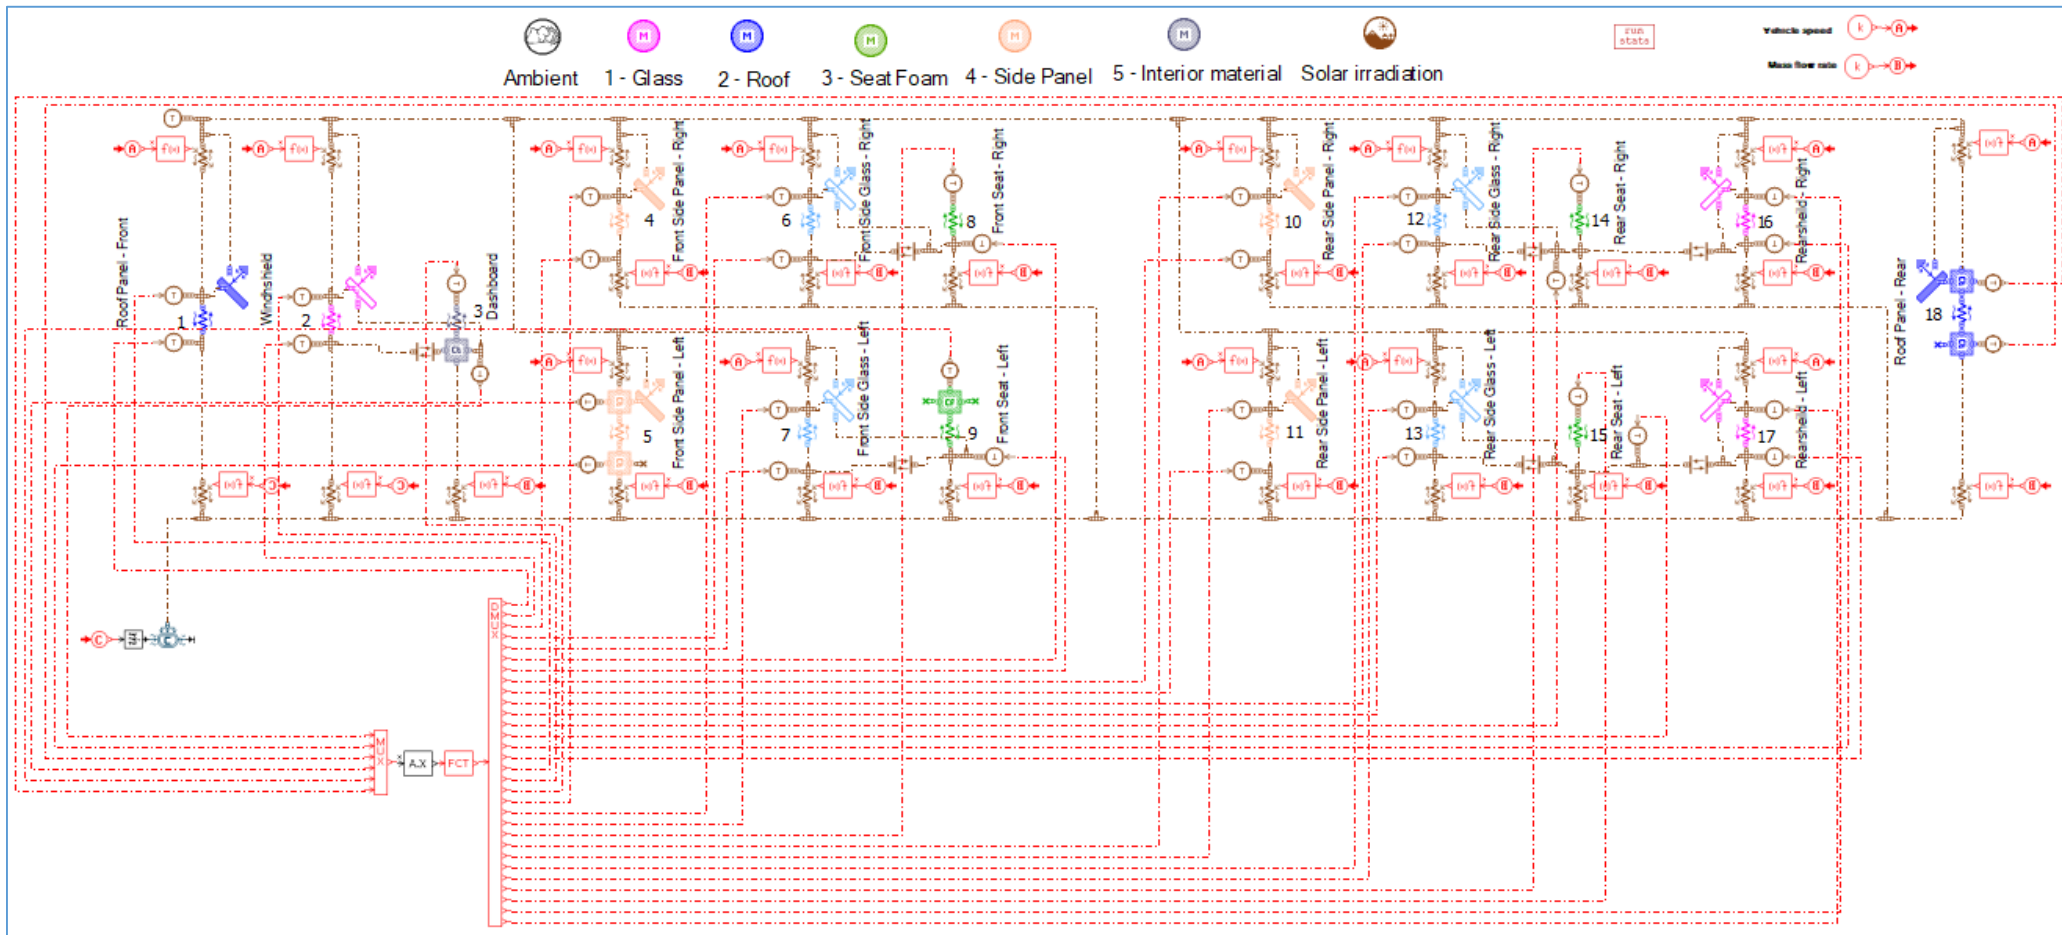 M
M
M
M
M
run
stats
Vehicle speed
k
A
Ambient
1 - Glass
2 - Roof
3 - Seat Foam
4 - Side Panel
5 - Interior material
Solar irradiation
Mass flow rate
k
B
Roof Panel - Front
1
Windhsield
2
3
Dashboard
4
Front Side Panel - Right
6
Front Side Glass - Right
8
Front Seat - Right
10
Rear Side Panel - Right
12
Rear Side Glass - Right
14
Rear Seat - Right
16
Rearsheild - Right
Roof Panel - Rear
18
5
Front Side Panel - Left
7
Front Side Glass - Left
9
Front Seat - Left
11
Rear Side Panel - Left
13
Rear Side Glass - Left
15
Rear Seat - Left
17
Rearsheild - Left
A
f(x)
T
B
C
DMUX
MUX
A.X
FCT